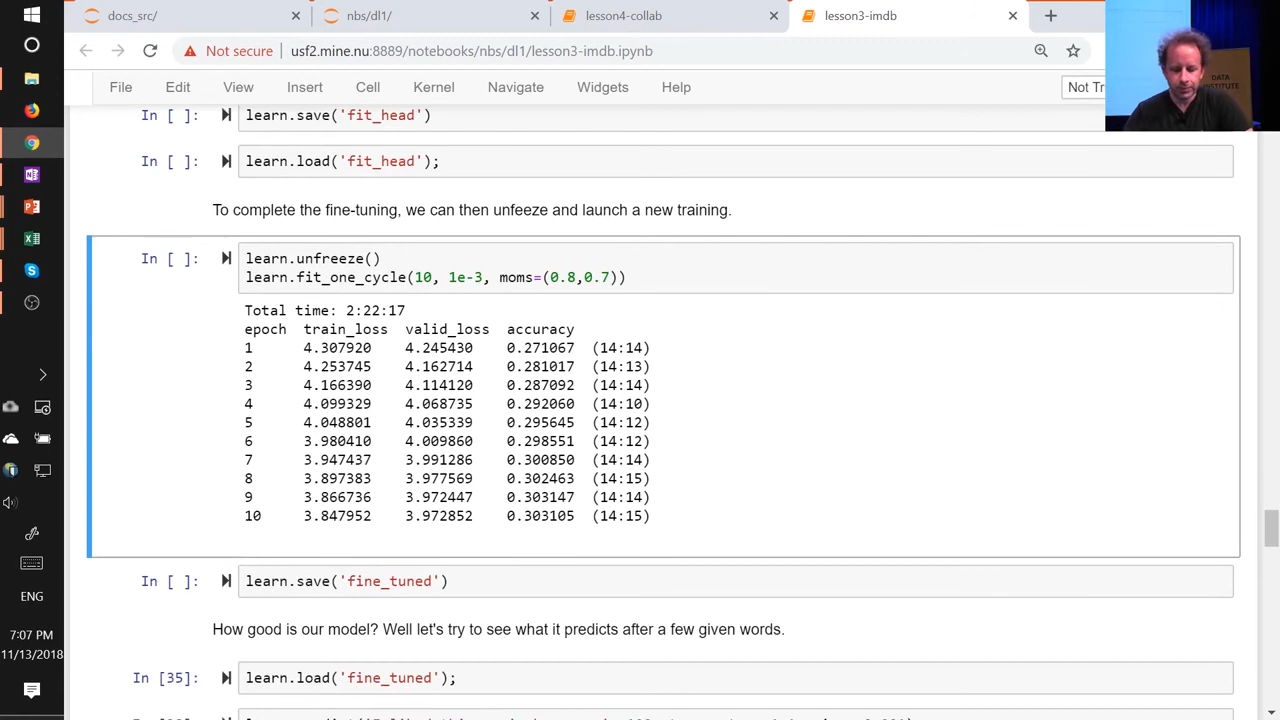 docs_src/
nbs/dl1/
lesson4-collab
lesson3-imdb
Not secure
usf2.mine.nu:8889/notebooks/nbs/dl1/lesson3-imdb.ipynb
File Edit View Insert Cell Kernel Navigate Widgets Help
Not Tr
DATA
INSTITUTE
In [ ]: learn.save('fit_head')
In [ ]: learn.load('fit_head');
To complete the fine-tuning, we can then unfeeze and launch a new training.
In [ ]: learn.unfreeze()
learn.fit_one_cycle(10, 1e-3, moms=(0.8,0.7))
Total time: 2:22:17
epoch train_loss valid_loss accuracy
1 4.307920 4.245430 0.271067 (14:14)
2 4.253745 4.162714 0.281017 (14:13)
3 4.166390 4.114120 0.287092 (14:14)
4 4.099329 4.068735 0.292060 (14:10)
5 4.048801 4.035339 0.295645 (14:12)
6 3.980410 4.009860 0.298551 (14:12)
7 3.947437 3.991286 0.300850 (14:14)
8 3.897383 3.977569 0.302463 (14:15)
9 3.866736 3.972447 0.303147 (14:14)
10 3.847952 3.972852 0.303105 (14:15)
In [ ]: learn.save('fine_tuned')
How good is our model? Well let's try to see what it predicts after a few given words.
In [35]: learn.load('fine_tuned');
ENG
7:07 PM
11/13/2018